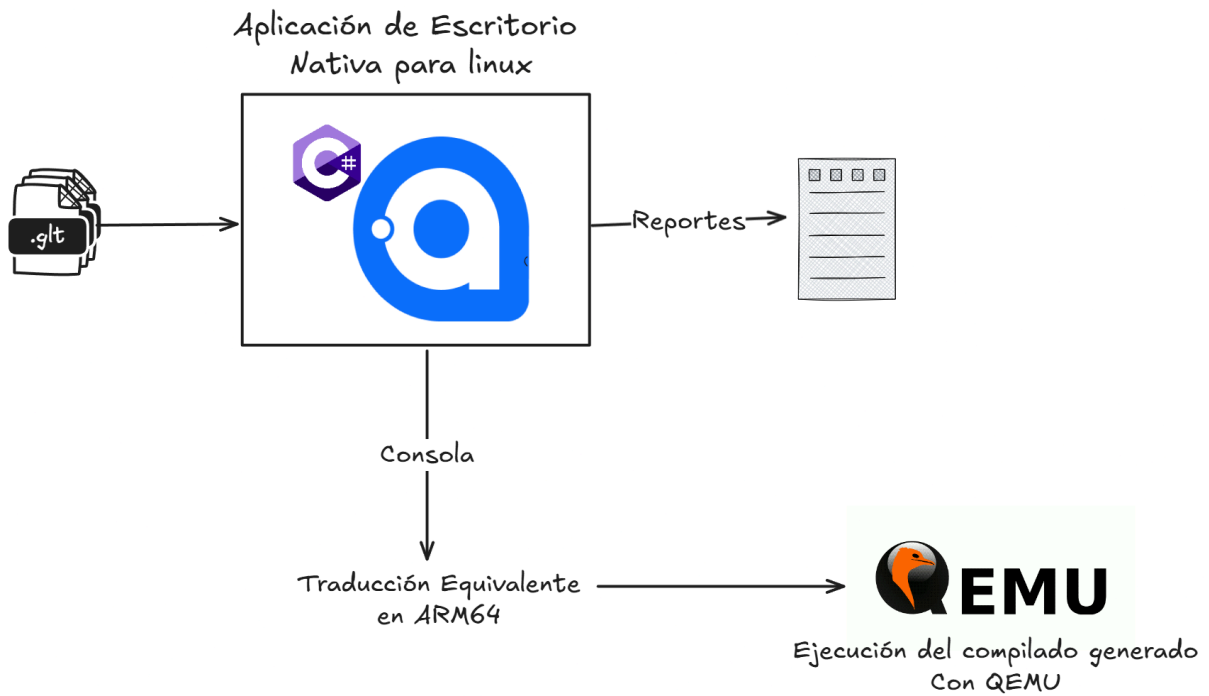 Aplicación de Escritorio
Nativa para linux
C#
.glt
Reportes
Consola
Traducción Equivalente
en ARM64
QEMU
Ejecución del compilado generado
Con QEMU